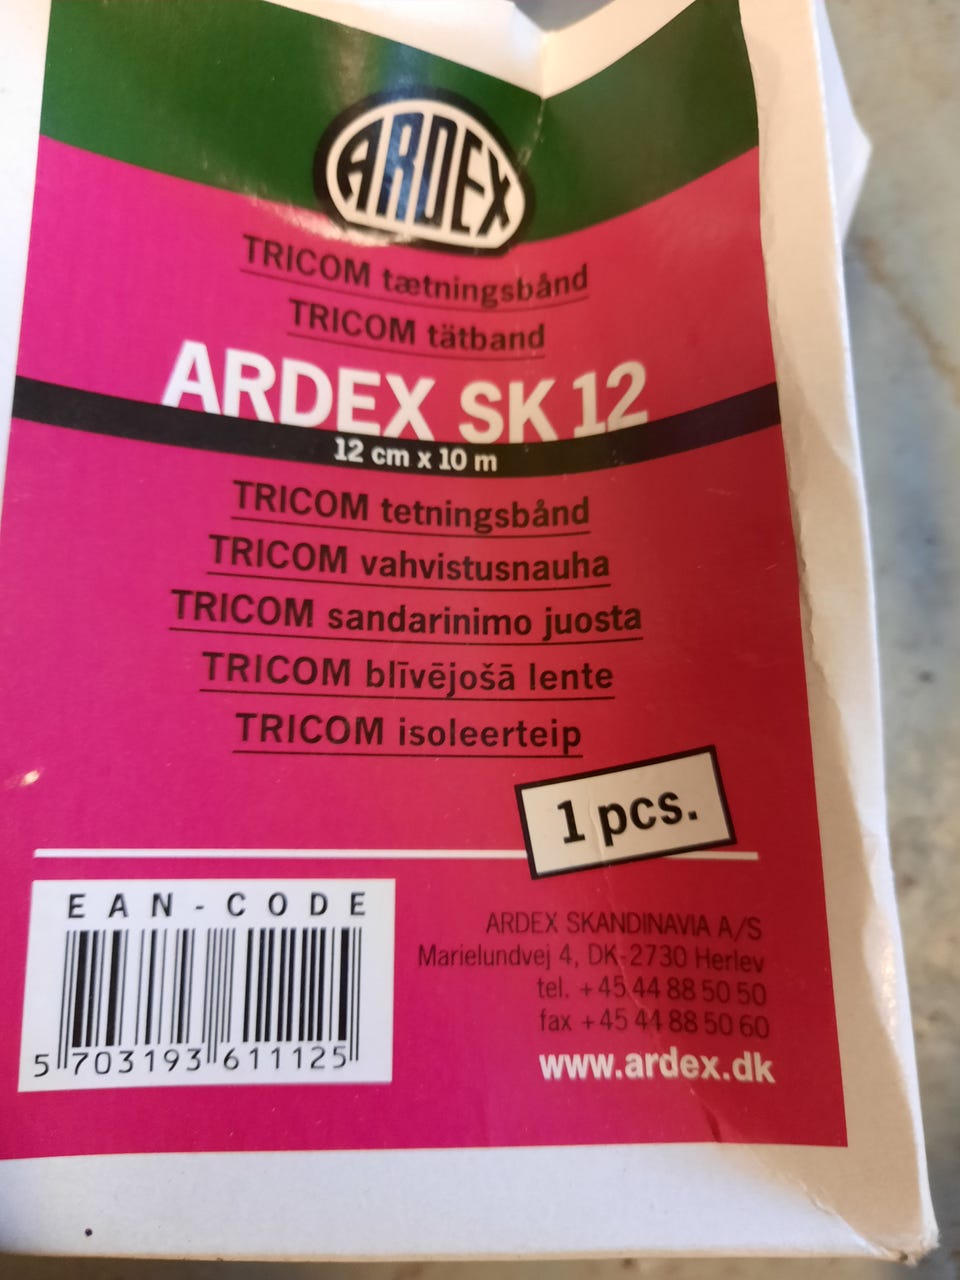 ARDEX
TRICOM tætningsbånd
TRICOM tätband
ARDEX SK 12
12 cm x 10 m
TRICOM tetningsbånd
TRICOM vahvistusnauha
TRICOM sandarinimo juosta
TRICOM blīvējošā lente
TRICOM isoleerteip
1 pcs.
EAN-CODE
5 703193 611125
ARDEX SKANDINAVIA A/S
Marielundvej 4, DK-2730 Herlev
tel. +45 44 88 50 50
fax +45 44 88 50 60
www.ardex.dk